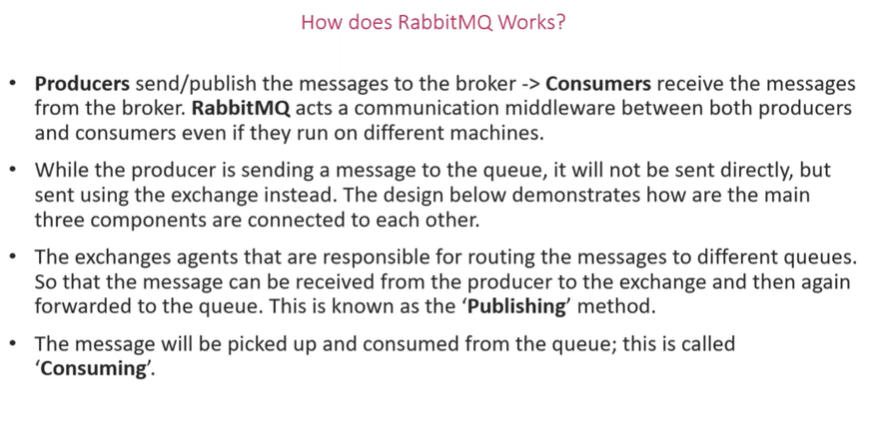 How does RabbitMQ Works?
• Producers send/publish the messages to the broker -> Consumers receive the messages
from the broker. RabbitMQ acts a communication middleware between both producers
and consumers even if they run on different machines.
• While the producer is sending a message to the queue, it will not be sent directly, but
sent using the exchange instead. The design below demonstrates how are the main
three components are connected to each other.
• The exchanges agents that are responsible for routing the messages to different queues.
So that the message can be received from the producer to the exchange and then again
forwarded to the queue. This is known as the ‘Publishing’ method.
• The message will be picked up and consumed from the queue; this is called
‘Consuming’.